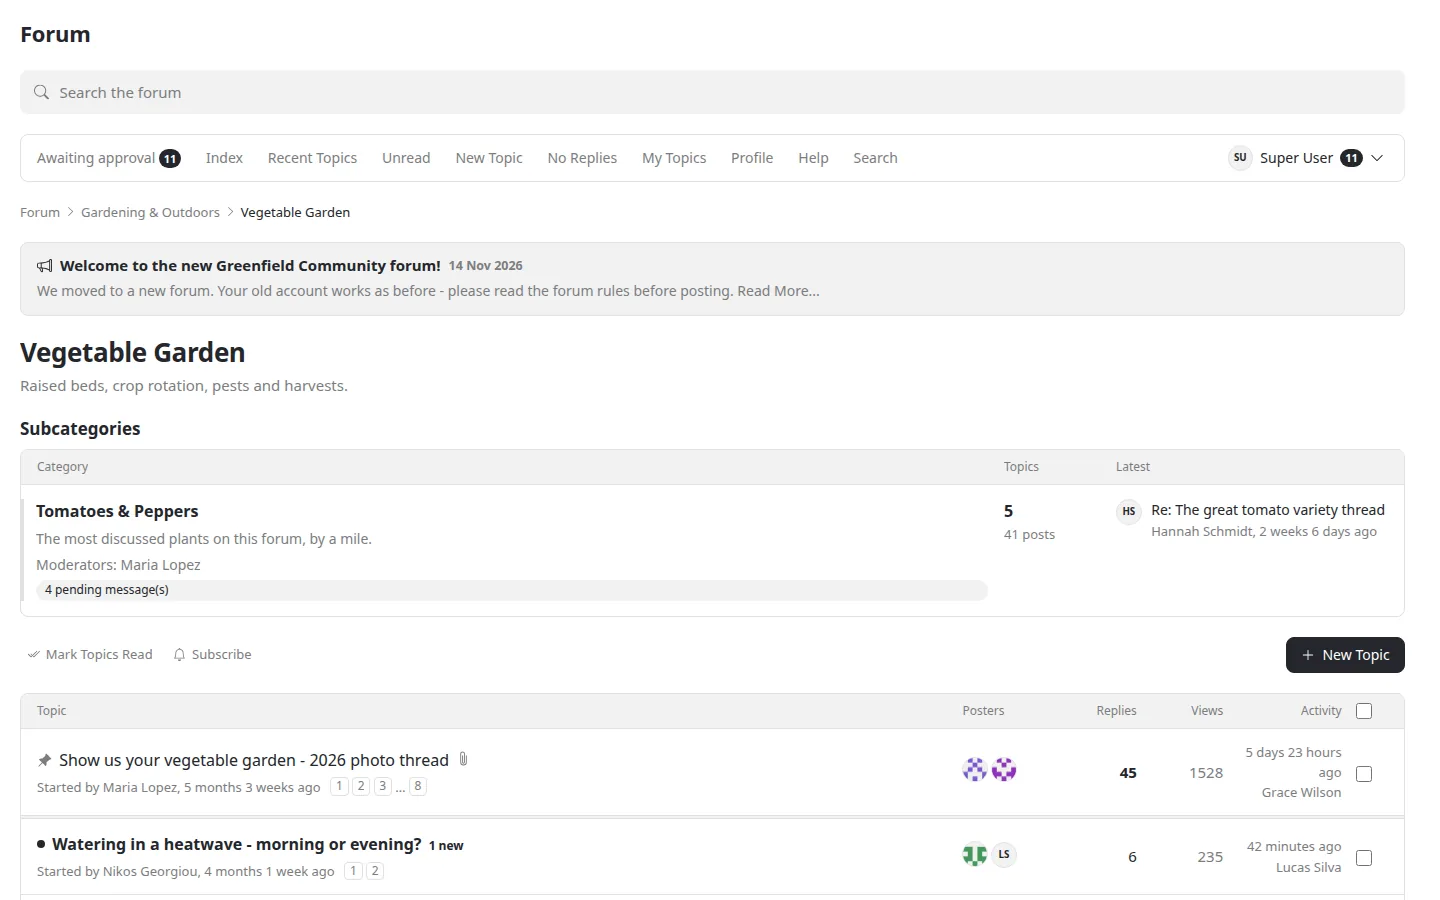 Forum
Search the forum
Awaiting approval 11 Index Recent Topics Unread New Topic No Replies My Topics Profile Help Search SU Super User 11
Forum Gardening & Outdoors Vegetable Garden
Welcome to the new Greenfield Community forum! 14 Nov 2026
We moved to a new forum. Your old account works as before - please read the forum rules before posting. Read More...
Vegetable Garden
Raised beds, crop rotation, pests and harvests.
Subcategories
Category Topics Latest
Tomatoes & Peppers 5 HS Re: The great tomato variety thread
The most discussed plants on this forum, by a mile. 41 posts Hannah Schmidt, 2 weeks 6 days ago
Moderators: Maria Lopez
4 pending message(s)
Mark Topics Read Subscribe + New Topic
Topic Posters Replies Views Activity
Show us your vegetable garden - 2026 photo thread 45 1528 5 days 23 hours
ago
Started by Maria Lopez, 5 months 3 weeks ago 1 2 3 ... 8 Grace Wilson
Watering in a heatwave - morning or evening? 1 new LS 6 235 42 minutes ago
Started by Nikos Georgiou, 4 months 1 week ago 1 2 Lucas Silva